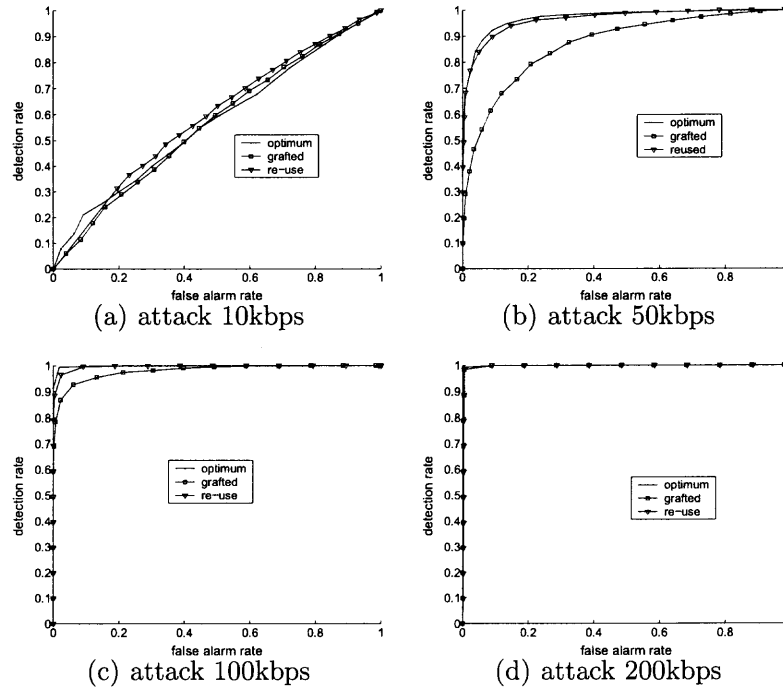 detection rate
1
0.9
0.8
0.7
0.6
0.5
0.4
0.3
0.2
0.1
0
0 0.2 0.4 0.6 0.8 1
false alarm rate
optimum
grafted
re-use
(a) attack 10kbps
detection rate
1
0.9
0.8
0.7
0.6
0.5
0.4
0.3
0.2
0.1
0
0 0.2 0.4 0.6 0.8
false alarm rate
optimum
grafted
reused
(b) attack 50kbps
detection rate
1
0.9
0.8
0.7
0.6
0.5
0.4
0.3
0.2
0.1
0
0 0.2 0.4 0.6 0.8 1
false alarm rate
optimum
grafted
re-use
(c) attack 100kbps
detection rate
1
0.9
0.8
0.7
0.6
0.5
0.4
0.3
0.2
0.1
0
0 0.2 0.4 0.6 0.8
false alarm rate
optimum
grafted
re-use
(d) attack 200kbps